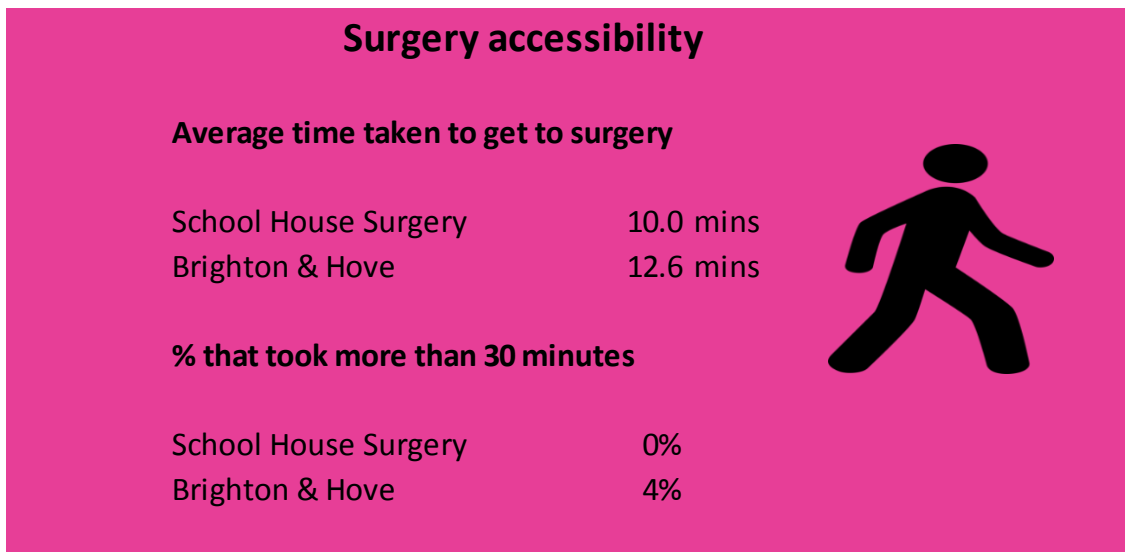 Surgery accessibility
Average time taken to get to surgery
School House Surgery 10.0 mins
Brighton & Hove 12.6 mins
% that took more than 30 minutes
School House Surgery 0%
Brighton & Hove 4%